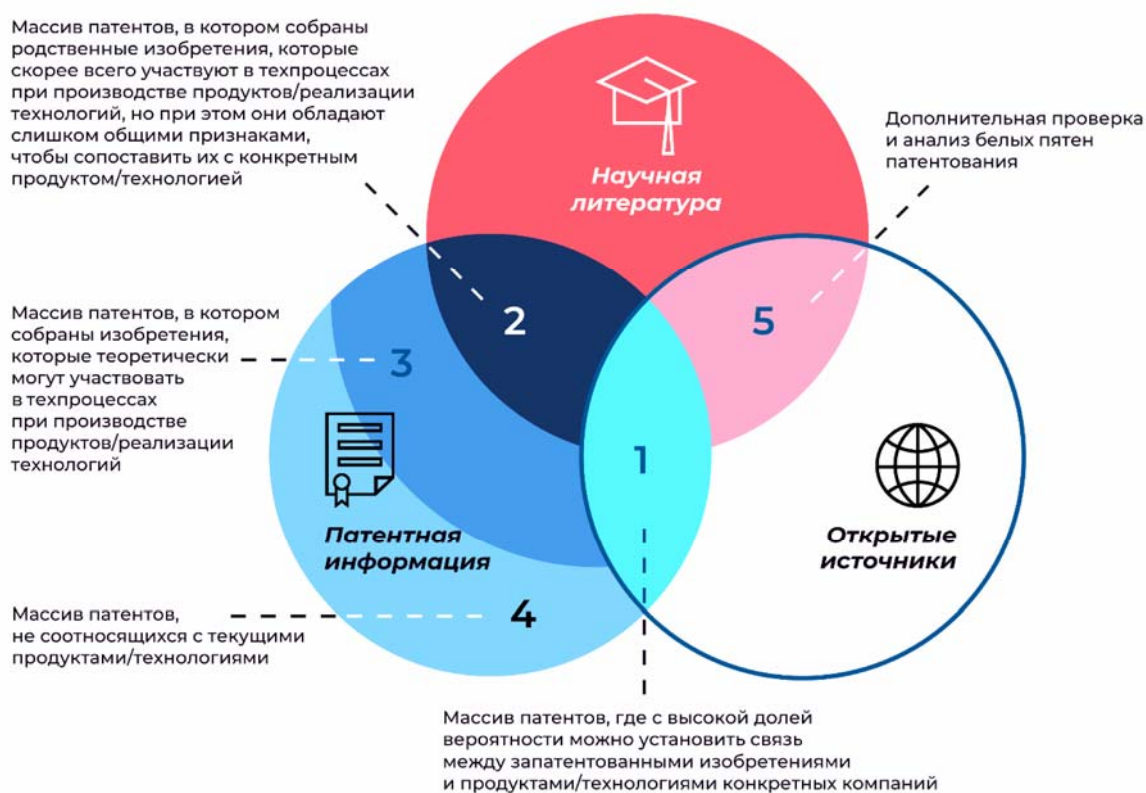 Массив патентов, в котором собраны
родственные изобретения, которые
скорее всего участвуют в техпроцессах
при производстве продуктов/реализации
технологий, но при этом они обладают
слишком общими признаками,
чтобы сопоставить их с конкретным
продуктом/технологией
Дополнительная проверка
и анализ белых пятен
патентования
Научная
литература
2
5
Массив патентов, в котором
собраны изобретения,
которые теоретически
могут участвовать
в техпроцессах
при производстве
продуктов/реализации
технологий
3
1
Патентная
информация
Открытые
источники
4
Массив патентов,
не соотносящихся с текущими
продуктами/технологиями
Массив патентов, где с высокой долей
вероятности можно установить связь
между запатентованными изобретениями
и продуктами/технологиями конкретных компаний